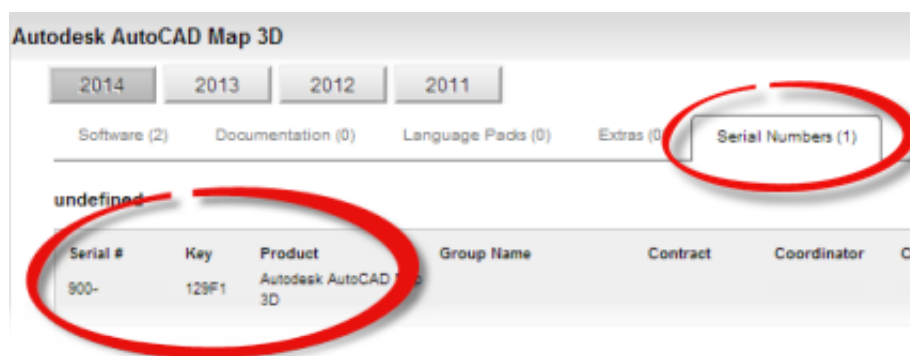 Autodesk AutoCAD Map 3D
2014 2013 2012 2011
Software (2) Documentation (0) Language Packs (0) Extras (0 Serial Numbers (1)
undefined
Serial # Key Product Group Name Contract Coordinator C
900- 129F1 Autodesk AutoCAD Map
3D